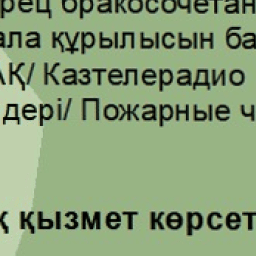 рец бракосочетан
ала құрылысын ба
АҚ/ Казтелерадио
дері/ Пожарные ч
қ қызмет көрсет